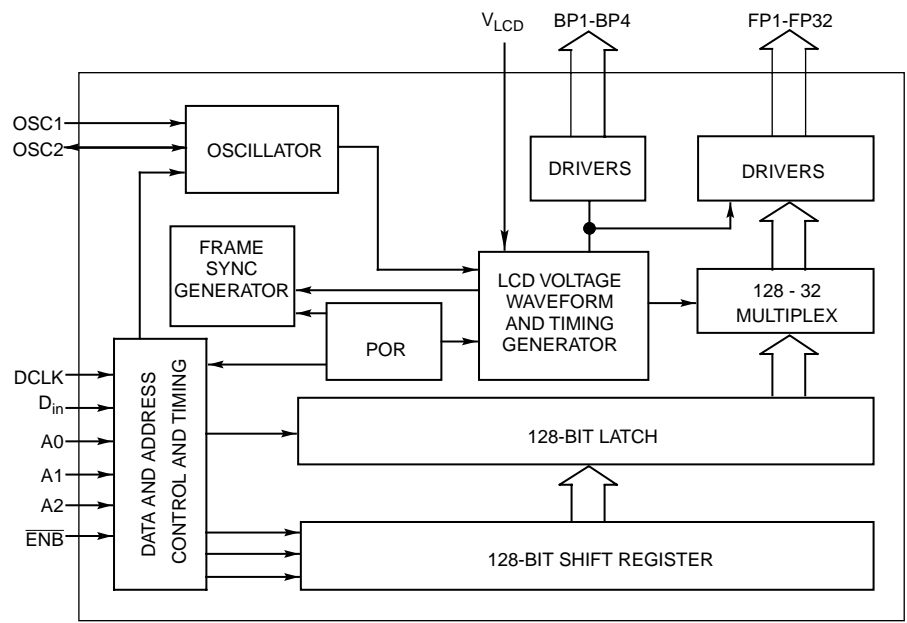 V_LCD
BP1-BP4
FP1-FP32
OSC1
OSC2
OSCILLATOR
DRIVERS
DRIVERS
FRAME
SYNC
GENERATOR
LCD VOLTAGE
WAVEFORM
AND TIMING
GENERATOR
128 - 32
MULTIPLEX
POR
DCLK
D_in
A0
A1
A2
E̅N̅B̅
DATA AND ADDRESS
CONTROL AND TIMING
128-BIT LATCH
128-BIT SHIFT REGISTER